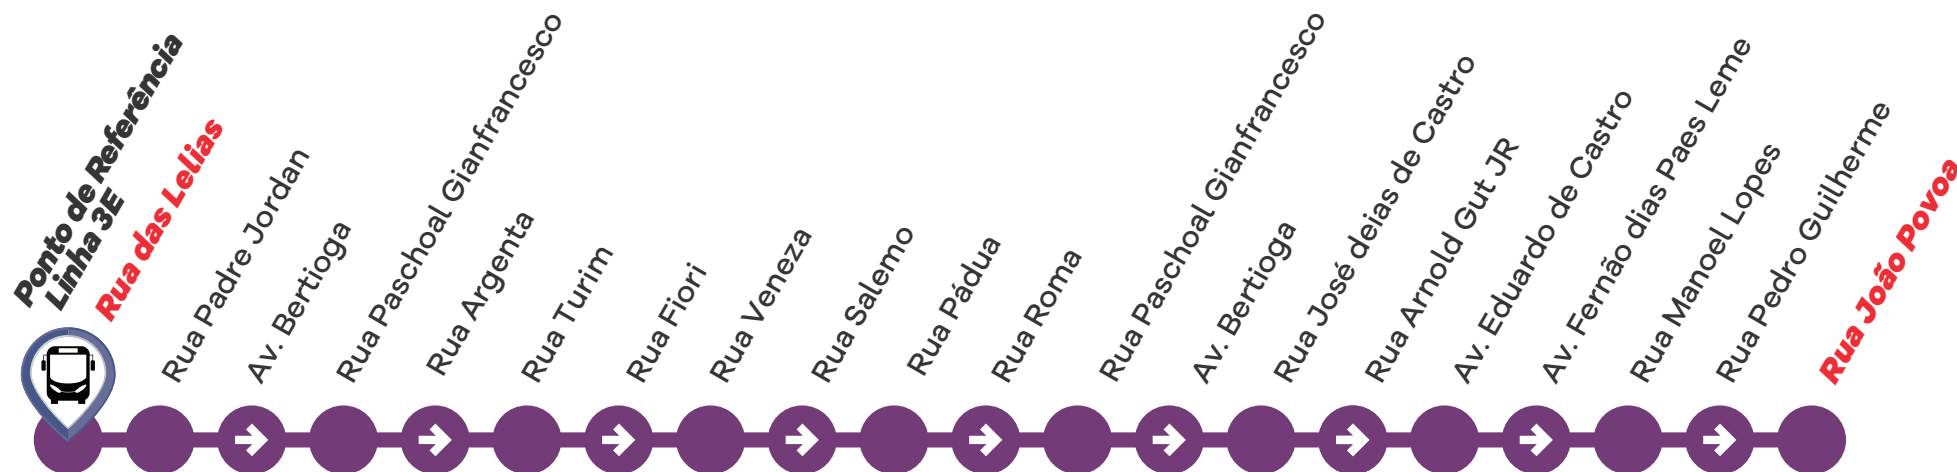 Ponto de Referência
Linha 3E
Rua das Lelias
Rua Padre Jordan
Av. Bertioga
Rua Paschoal Gianfrancesco
Rua Argenta
Rua Turim
Rua Fiori
Rua Veneza
Rua Salemo
Rua Pádua
Rua Roma
Rua Paschoal Gianfrancesco
Av. Bertioga
Rua José deias de Castro
Rua Arnold Gut JR
Av. Eduardo de Castro
Av. Fernão dias Paes Leme
Rua Manoel Lopes
Rua Pedro Guilherme
Rua João Povoa